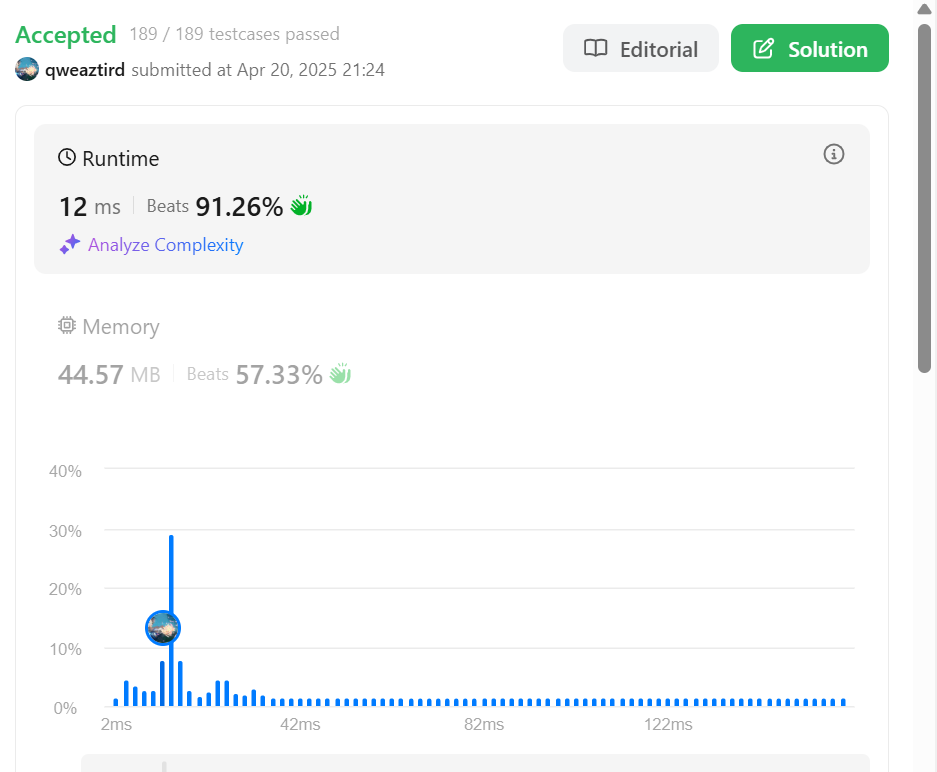 Accepted 189 / 189 testcases passed
qweaztird submitted at Apr 20, 2025 21:24
Editorial
Solution
Runtime
12 ms Beats 91.26%
Analyze Complexity
Memory
44.57 MB Beats 57.33%
40%
30%
20%
10%
0%
2ms 42ms 82ms 122ms